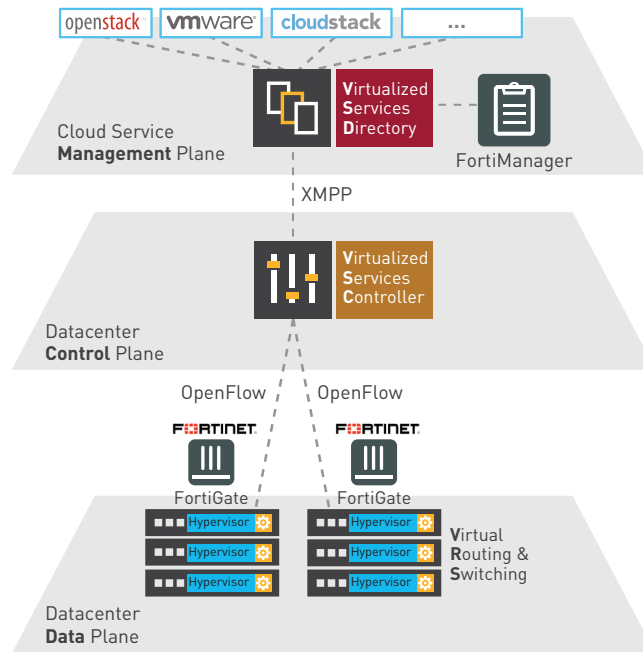 openstack
vmware
cloudstack
...
Virtualized
Services
Directory
Cloud Service
Management Plane
FortiManager
XMPP
Virtualized
Services
Controller
Datacenter
Control Plane
OpenFlow
OpenFlow
FORTINET
FORTINET
FortiGate
FortiGate
Hypervisor
Hypervisor
Hypervisor
Hypervisor
Hypervisor
Hypervisor
Virtual
Routing &
Switching
Datacenter
Data Plane